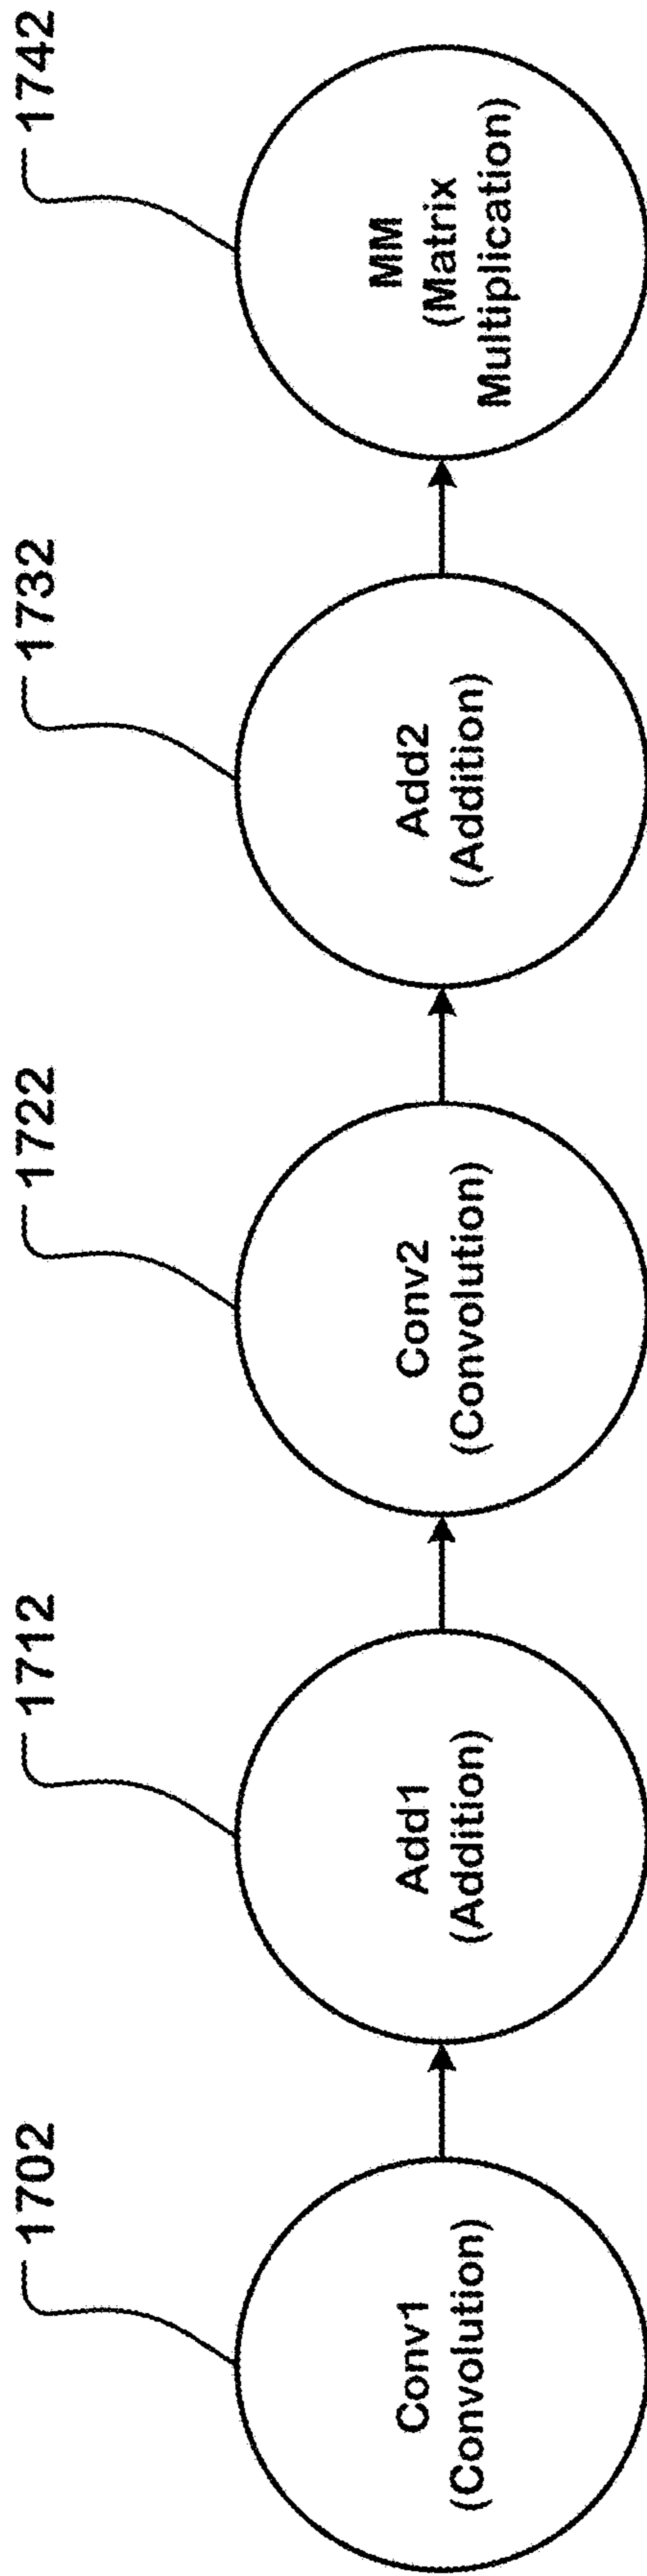 1702
Conv1
(Convolution)
1712
Add1
(Addition)
1722
Conv2
(Convolution)
1732
Add2
(Addition)
1742
MM
(Matrix
Multiplication)